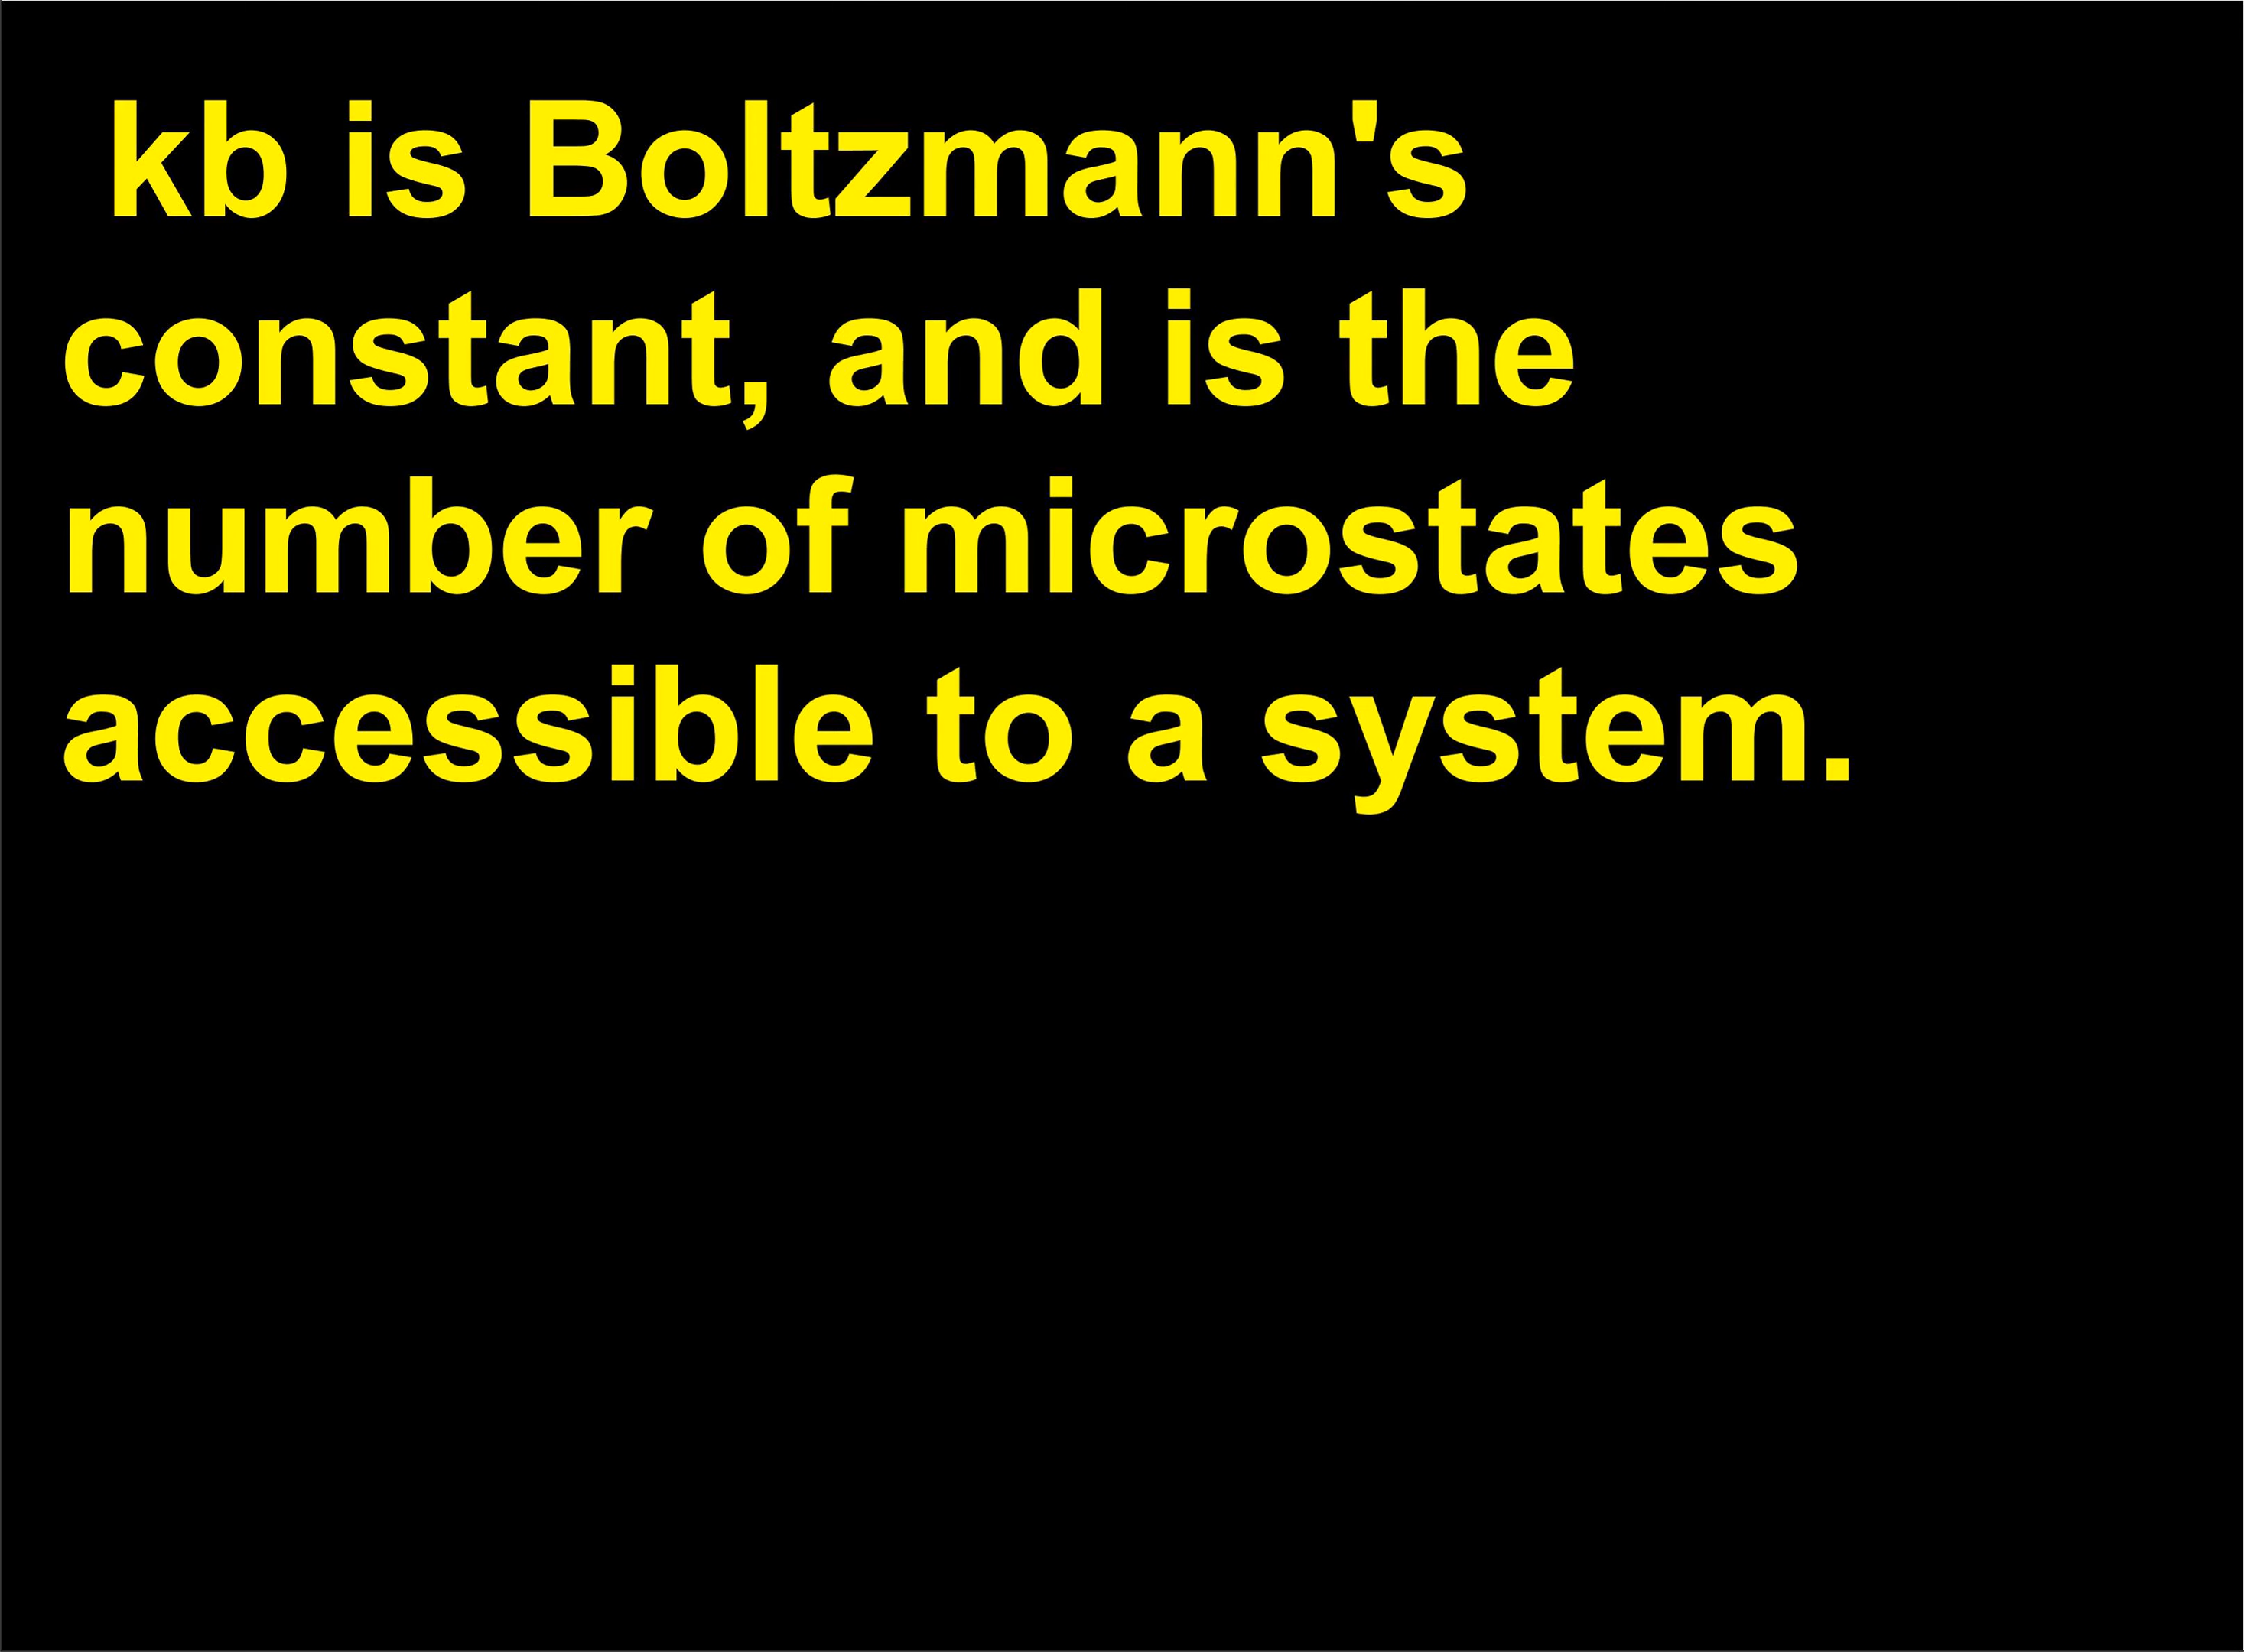 kb is Boltzmann's
constant, and is the
number of microstates
accessible to a system.